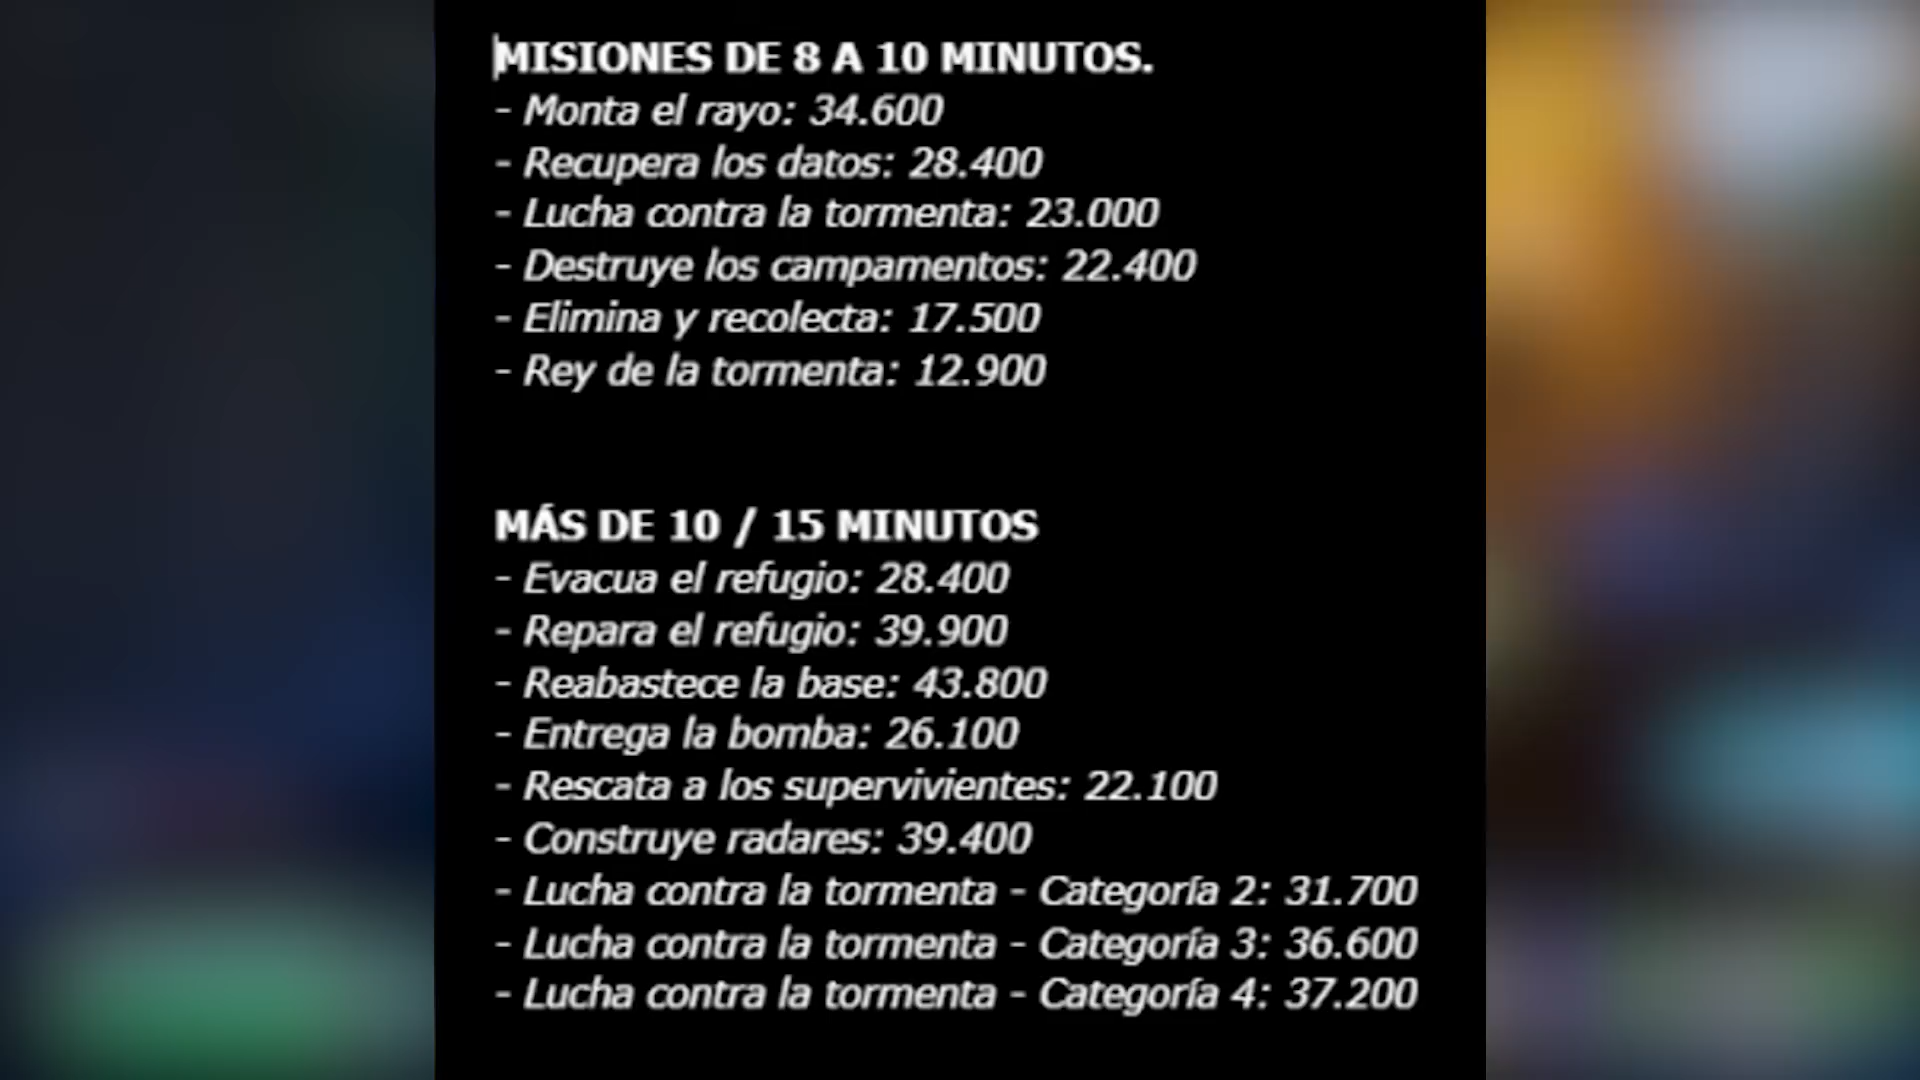 MISIONES DE 8 A 10 MINUTOS.
- Monta el rayo: 34.600
- Recupera los datos: 28.400
- Lucha contra la tormenta: 23.000
- Destruye los campamentos: 22.400
- Elimina y recolecta: 17.500
- Rey de la tormenta: 12.900
MÁS DE 10 / 15 MINUTOS
- Evacua el refugio: 28.400
- Repara el refugio: 39.900
- Reabastece la base: 43.800
- Entrega la bomba: 26.100
- Rescata a los supervivientes: 22.100
- Construye radares: 39.400
- Lucha contra la tormenta - Categoría 2: 31.700
- Lucha contra la tormenta - Categoría 3: 36.600
- Lucha contra la tormenta - Categoría 4: 37.200